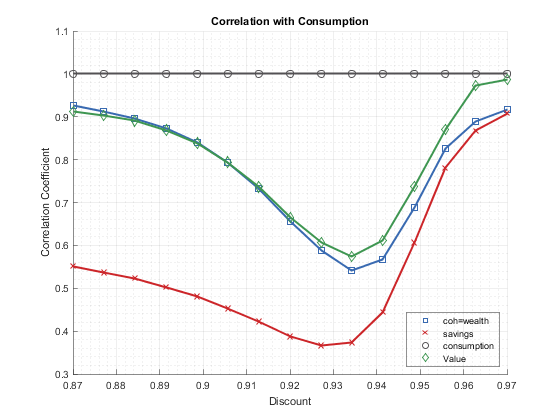 Correlation with Consumption
1.1
1
0.9
0.8
0.7
0.6
0.5
0.4
0.3
Correlation Coefficient
coh=wealth
savings
consumption
Value
0.87 0.88 0.89 0.9 0.91 0.92 0.93 0.94 0.95 0.96 0.97
Discount